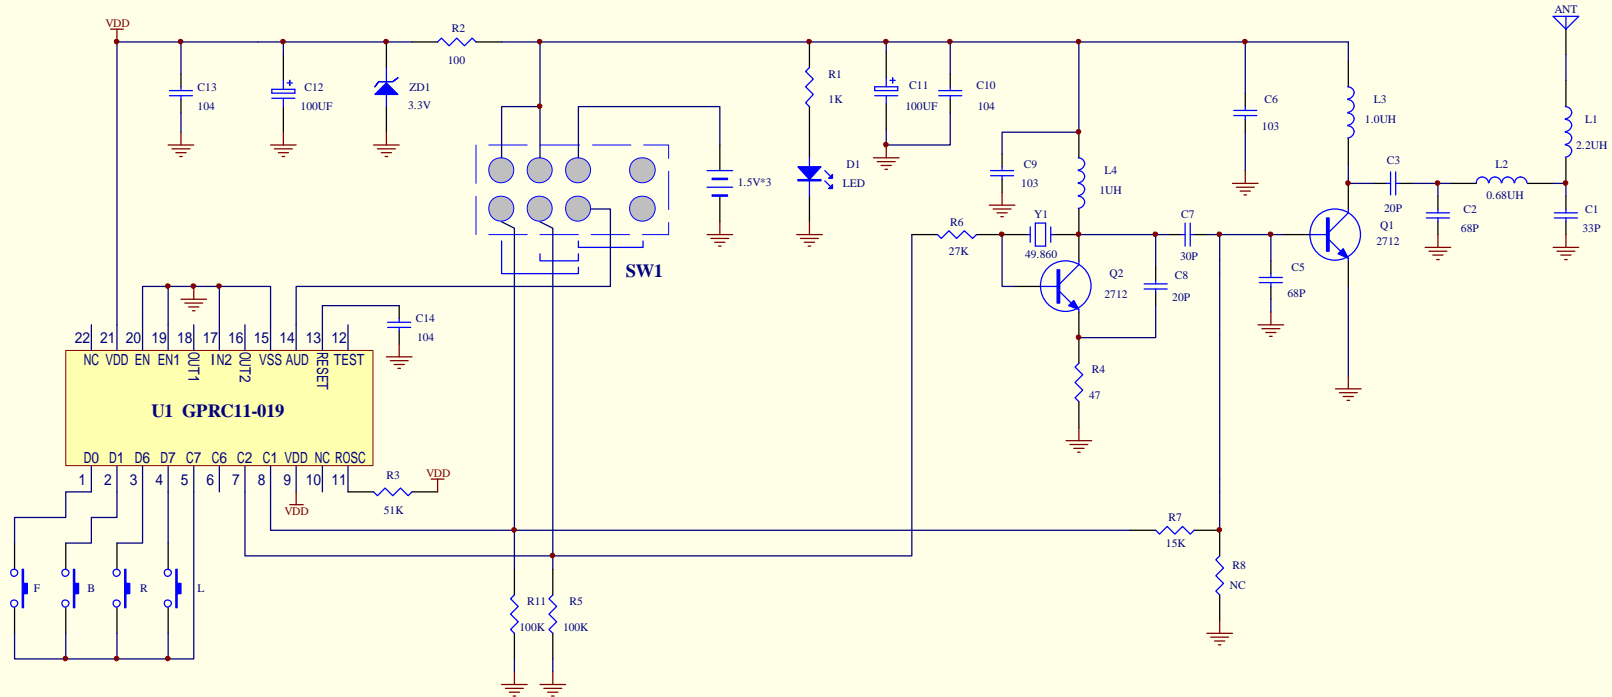 VDD
ANT
R2
100
C13
104
C12
100UF
ZD1
3.3V
R1
1K
C11
100UF
C10
104
C6
103
L3
1.0UH
L1
2.2UH
D1
LED
1.5V*3
C9
103
L4
1UH
C3
20P
L2
0.68UH
C2
68P
C1
33P
Q1
2712
SW1
R6
27K
Y1
49.860
C7
30P
Q2
2712
C8
20P
C5
68P
C14
104
22 21 20 19 18 17 16 15 14 13 12
NC VDD EN EN1 OUT1 IN2 OUT2 VSS AUD RESET TEST
U1 GPRC11-019
R4
47
D0 D1 D6 D7 C7 C6 C2 C1 VDD NC ROSC
1 2 3 4 5 6 7 8 9 10 11
R3
51K
VDD
VDD
R7
15K
R8
NC
F
B
R
L
R11
100K
R5
100K